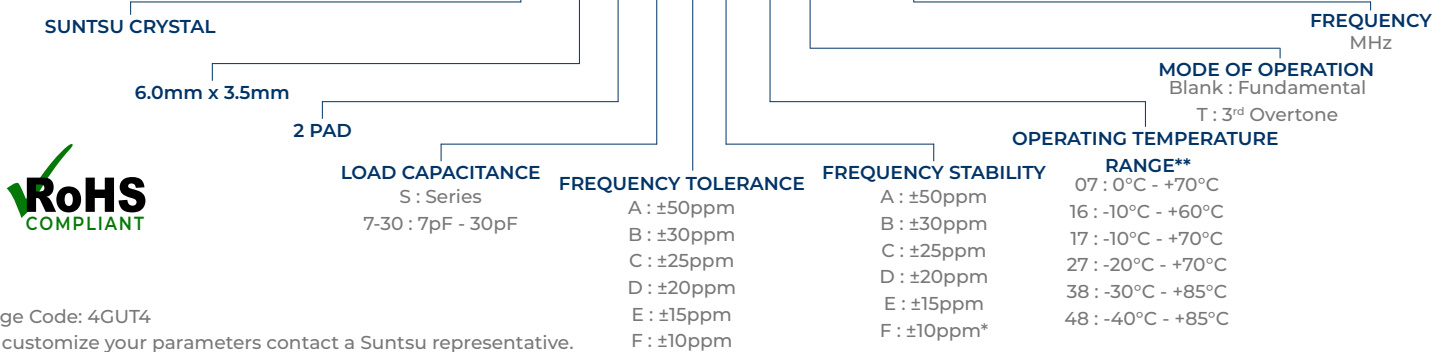 SUNTSU CRYSTAL
6.0mm x 3.5mm
2 PAD
LOAD CAPACITANCE
S : Series
7-30 : 7pF - 30pF
FREQUENCY TOLERANCE
A : ±50ppm
B : ±30ppm
C : ±25ppm
D : ±20ppm
E : ±15ppm
F : ±10ppm
FREQUENCY STABILITY
A : ±50ppm
B : ±30ppm
C : ±25ppm
D : ±20ppm
E : ±15ppm
F : ±10ppm*
OPERATING TEMPERATURE
RANGE**
07 : 0°C - +70°C
16 : -10°C - +60°C
17 : -10°C - +70°C
27 : -20°C - +70°C
38 : -30°C - +85°C
48 : -40°C - +85°C
MODE OF OPERATION
Blank : Fundamental
T : 3rd Overtone
FREQUENCY
MHz
RoHS
COMPLIANT
ge Code: 4GUT4
customize your parameters contact a Suntsu representative.